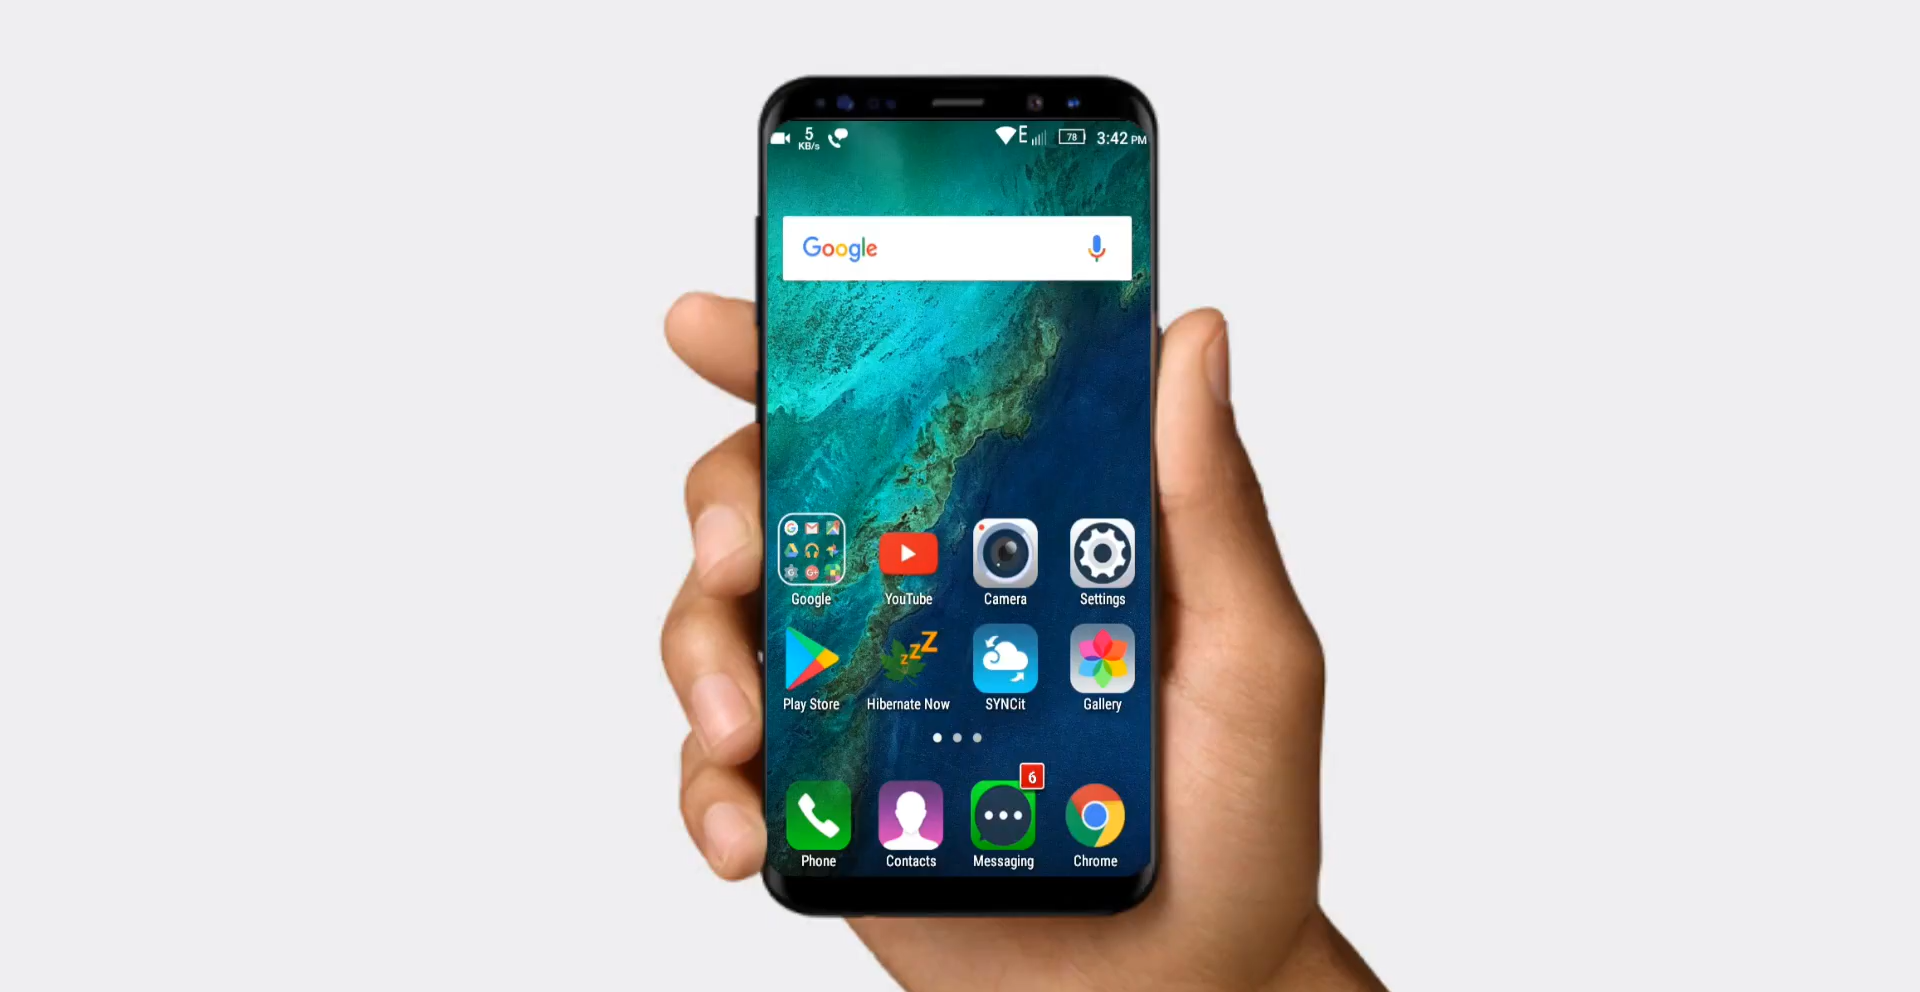 5
KB/s
E
78
3:42 PM
Google
Google
YouTube
Camera
Settings
zzZ
Play Store
Hibernate Now
SYNCit
Gallery
6
Phone
Contacts
Messaging
Chrome